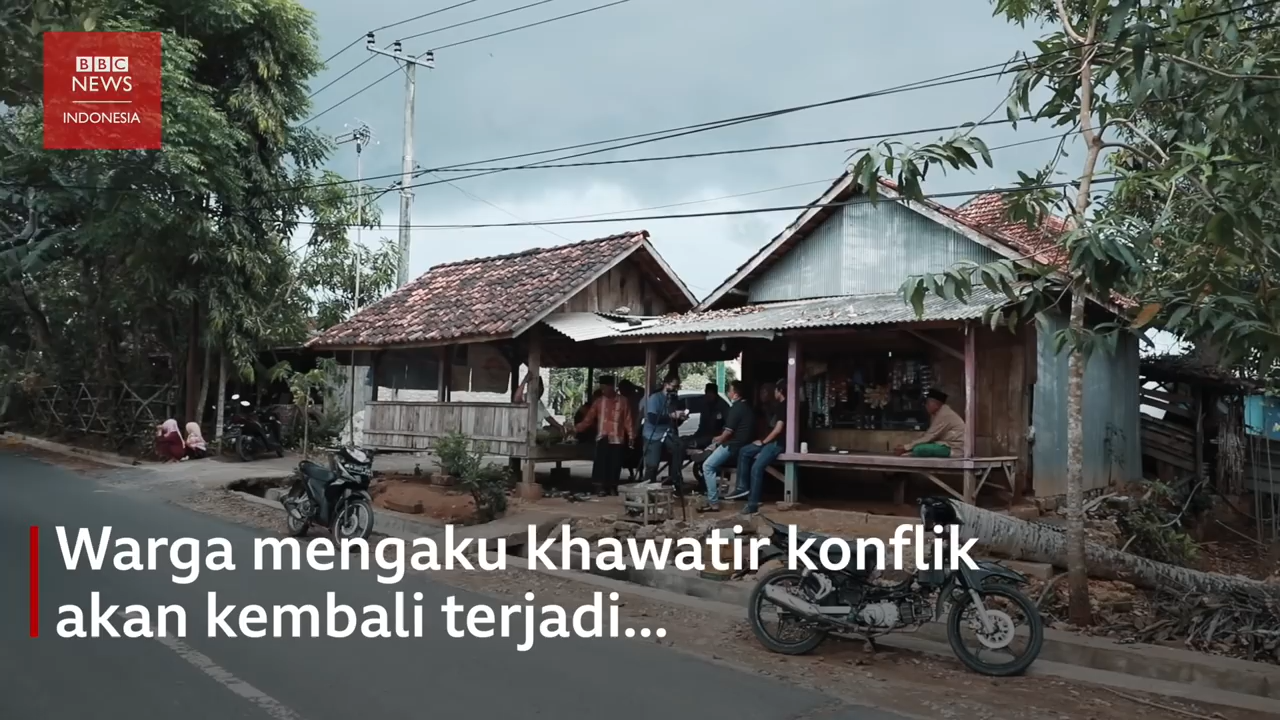 BBC
NEWS
INDONESIA
Warga mengaku khawatir konflik
akan kembali terjadi...